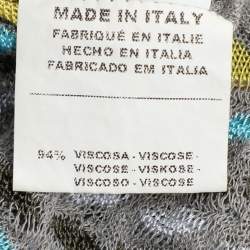 MADE IN ITALY
FABRIQUÉ EN ITALIE
HECHO EN ITALIA
FABRICADO EM ITALIA
94% VISCOSA - VISCOSE -
VISCOSE - VISKOSE -
VISCOSO - VISCOSE